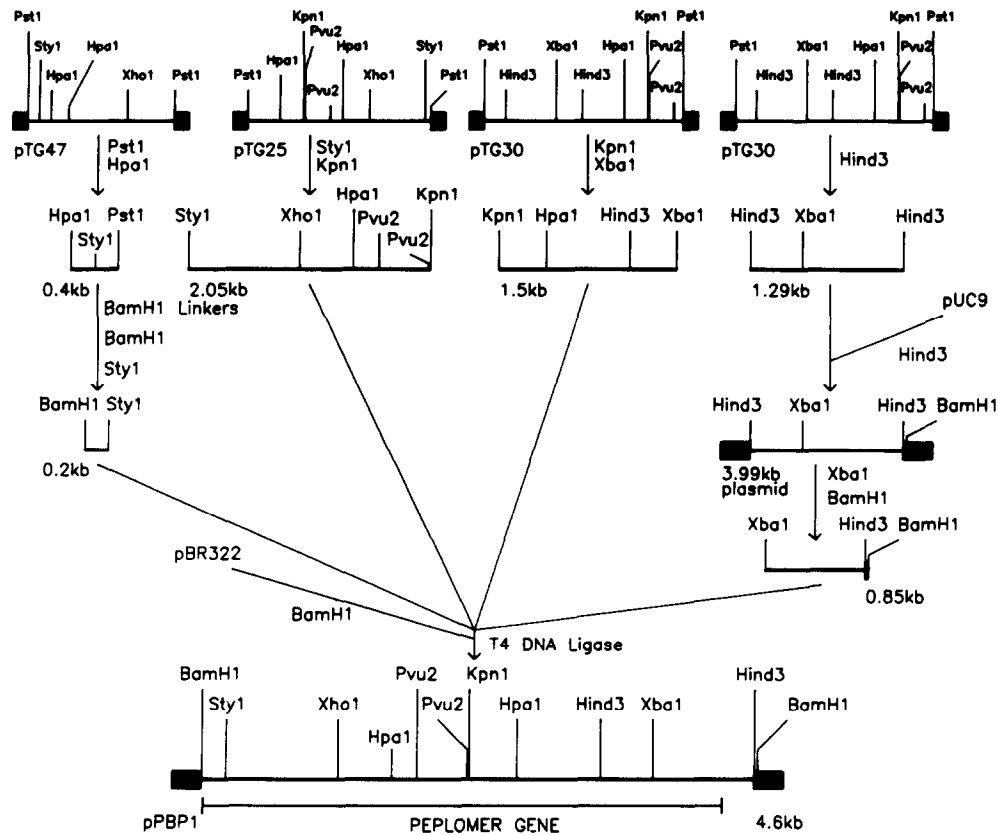 Pst1
Sty1
Hpa1
Hpa1
Xho1
Pst1
pTG47
Pst1
Hpa1
Pst1
Hpa1
Kpn1
Pvu2
Hpa1
Pvu2
Xho1
Sty1
Pst1
pTG25
Sty1
Kpn1
Pst1
Hind3
Xba1
Hind3
Hpa1
Kpn1
Pst1
Pvu2
Pvu2
pTG30
Kpn1
Xba1
Pst1
Hind3
Xba1
Hind3
Hpa1
Kpn1
Pst1
Pvu2
Pvu2
pTG30
Hind3
Hpa1
Pst1
Sty1
0.4kb
Sty1
Xho1
Hpa1
Pvu2
Pvu2
Kpn1
2.05kb
Kpn1
Hpa1
Hind3
Xba1
1.5kb
Hind3
Xba1
Hind3
1.29kb
BamH1 Linkers
BamH1
Sty1
pUC9
Hind3
BamH1
Sty1
0.2kb
Hind3
Xba1
Hind3
BamH1
3.99kb
plasmid
Xba1
BamH1
Xba1
Hind3
BamH1
0.85kb
pBR322
BamH1
T4 DNA Ligase
BamH1
Sty1
Xho1
Hpa1
Pvu2
Pvu2
Kpn1
Hpa1
Hind3
Xba1
Hind3
BamH1
pPBP1
PEPLOMER GENE
4.6kb